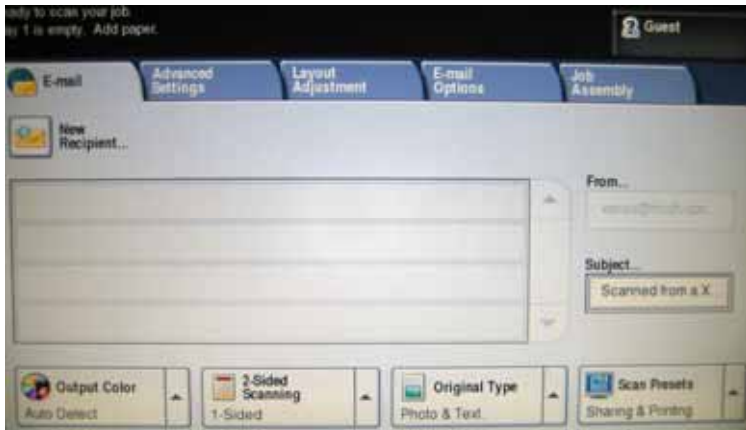 ady to scan your job
ay 1 is empty. Add paper.
Guest
E-mail
Advanced
Settings
Layout
Adjustment
E-mail
Options
Job
Assembly
New
Recipient...
From...
Subject...
Scanned from a X
Output Color
Auto Detect
2-Sided
Scanning
1-Sided
Original Type
Photo & Text
Scan Presets
Sharing & Printing